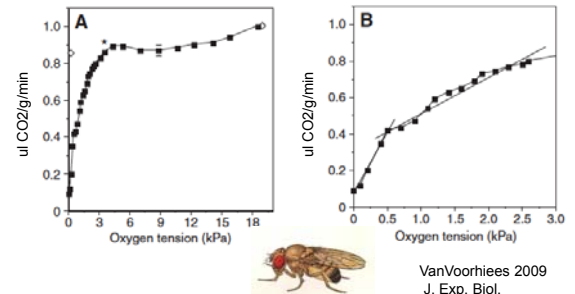 A
B
ul CO2/g/min
1.0
0.8
0.6
0.4
0.2
0
*
0 3 6 9 12 15 18
Oxygen tension (kPa)
ul CO2/g/min
1.0
0.8
0.6
0.4
0.2
0
0 0.5 1.0 1.5 2.0 2.5 3.0
Oxygen tension (kPa)
VanVoorhiees 2009
J. Exp. Biol.